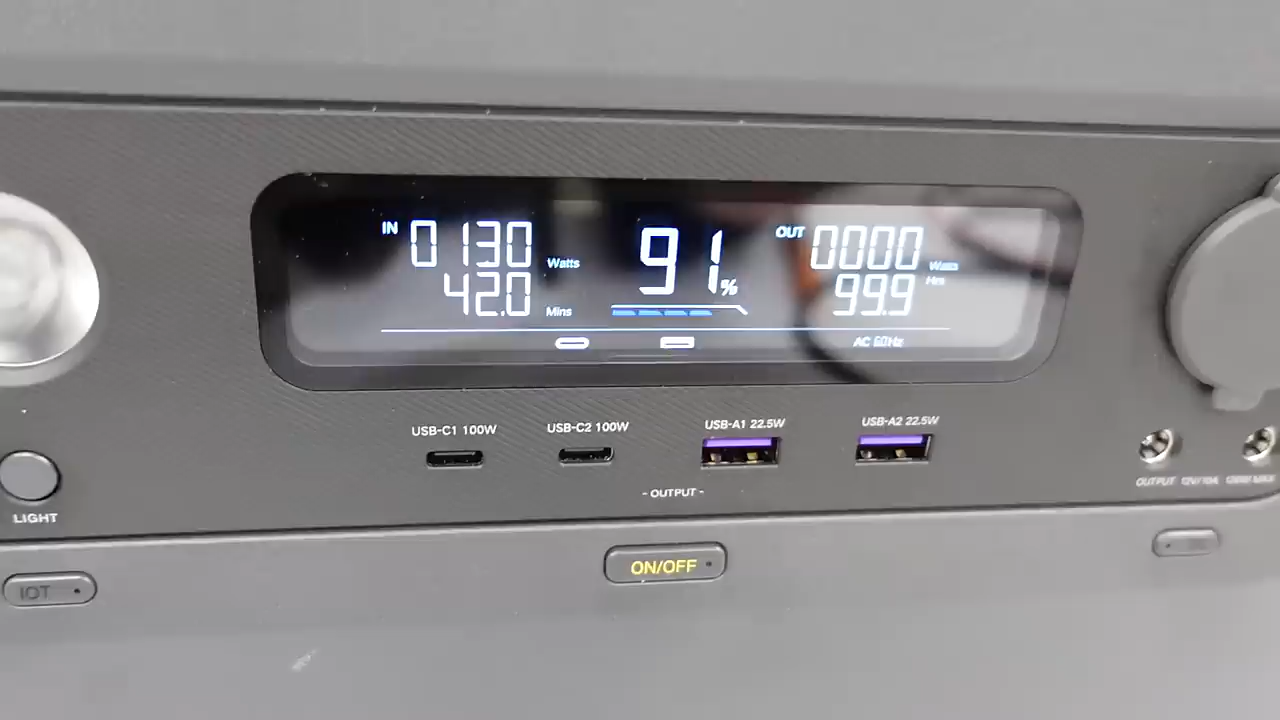 IN 0130 Watts
42.0 Mins
91%
OUT 0000 Watts
99.9 Hrs
AC 60Hz
USB-C1 100W
USB-C2 100W
USB-A1 22.5W
USB-A2 22.5W
- OUTPUT -
OUTPUT 12V/10A 120W MAX
LIGHT
IOT
ON/OFF